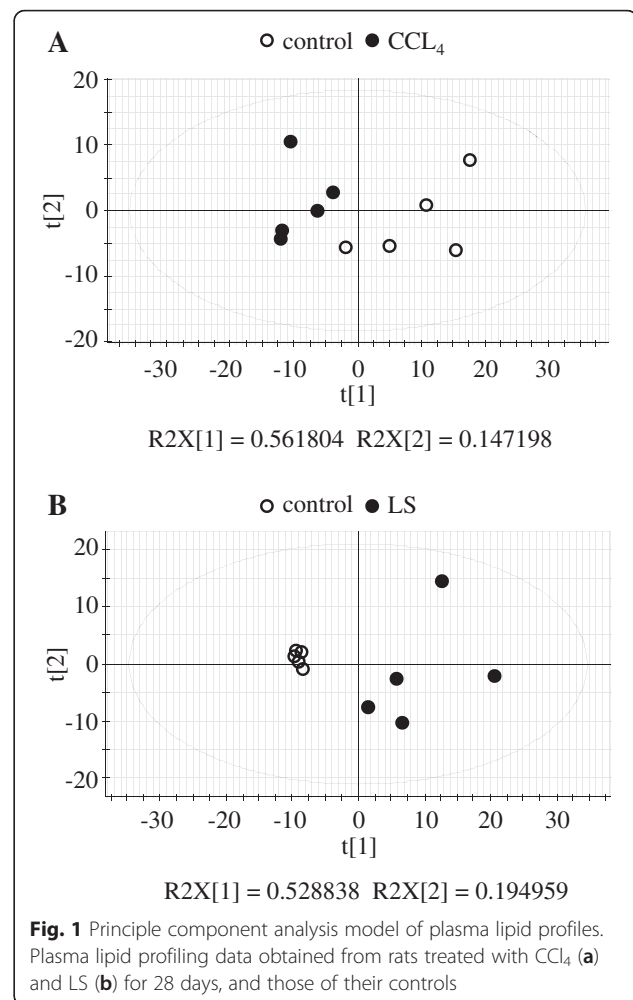 A
○ control ● CCL₄
20
10
0
-10
-20
t[2]
-30 -20 -10 0 10 20 30
t[1]
R2X[1] = 0.561804 R2X[2] = 0.147198
B
○ control ● LS
20
10
0
-10
-20
t[2]
-30 -20 -10 0 10 20 30
t[1]
R2X[1] = 0.528838 R2X[2] = 0.194959
Fig. 1 Principle component analysis model of plasma lipid profiles.
Plasma lipid profiling data obtained from rats treated with CCl₄ (a)
and LS (b) for 28 days, and those of their controls